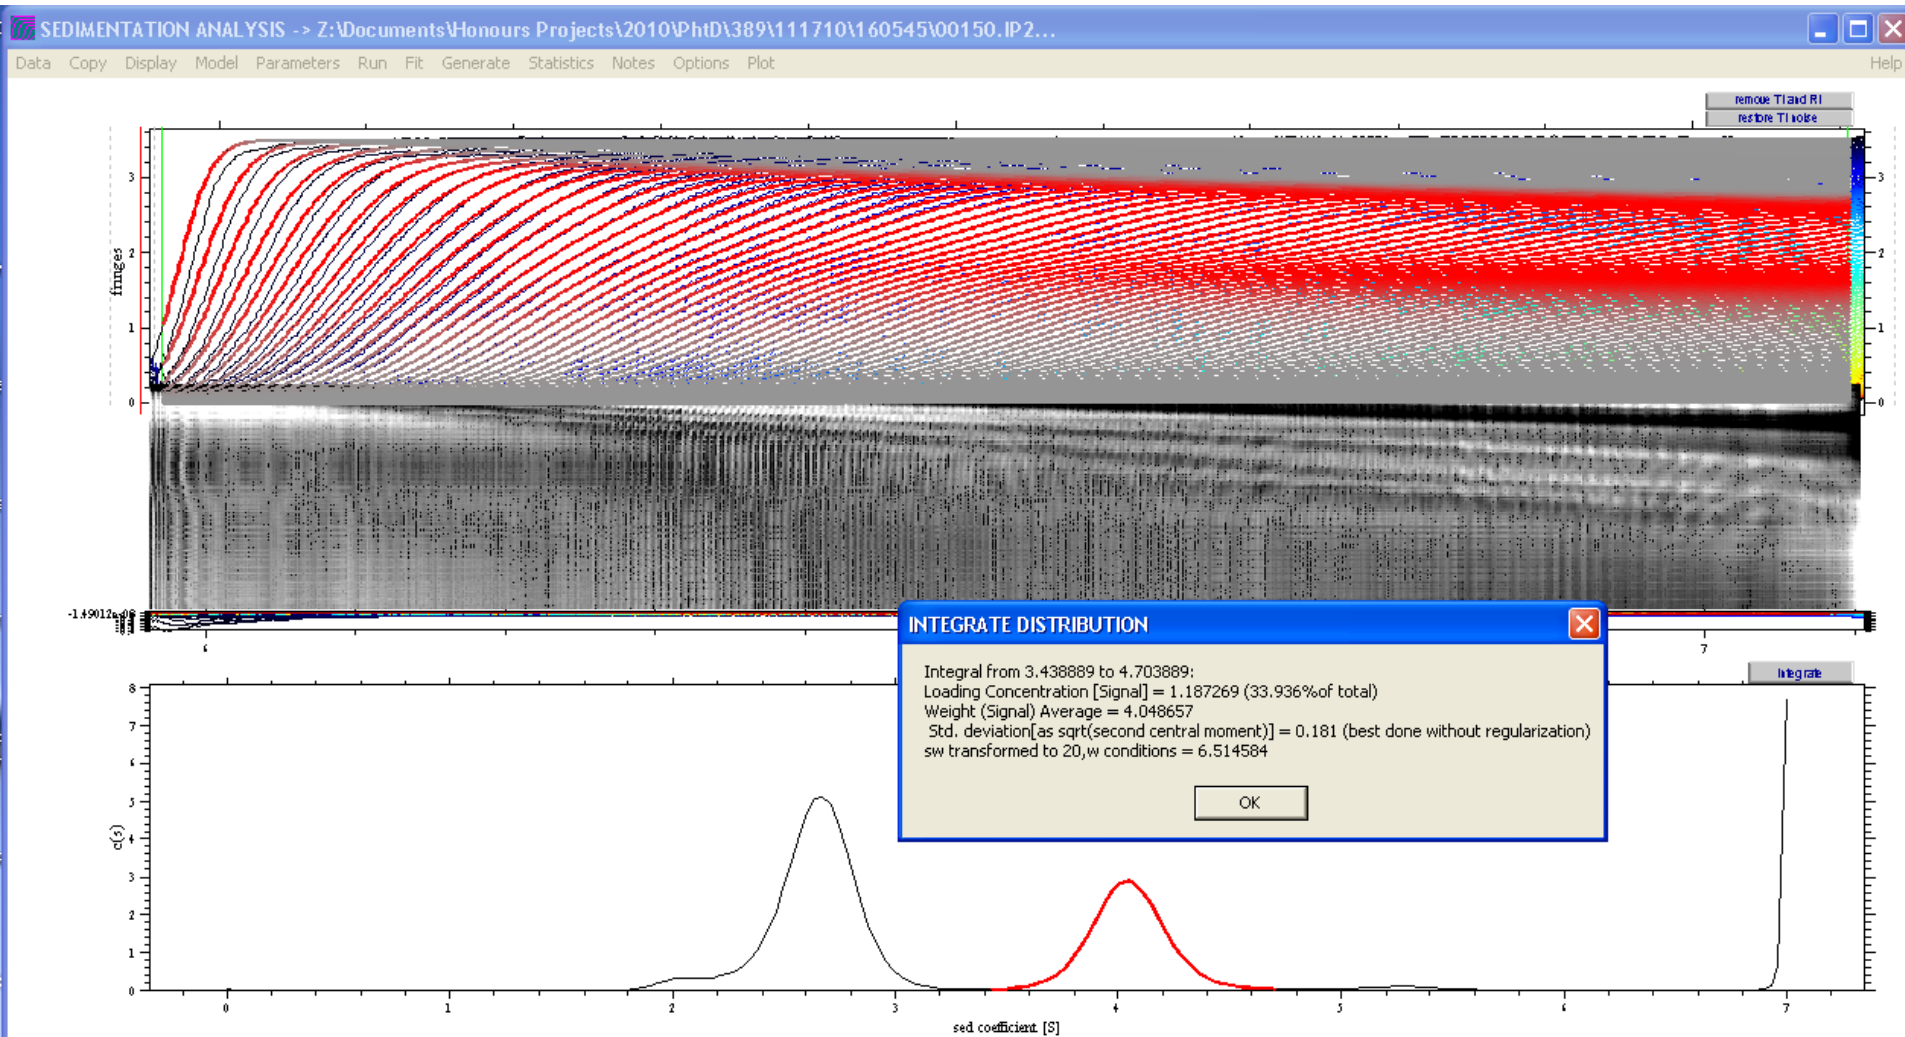 SEDIMENTATION ANALYSIS -> Z:\Documents\Honours Projects\2010\PhtD\389\111710\160545\00150.IP2...
Data Copy Display Model Parameters Run Fit Generate Statistics Notes Options Plot Help
remove TI and RI
restore TI noise
3
2
1
0
fringes
3
2
1
0
6
7
INTEGRATE DISTRIBUTION
Integral from 3.438889 to 4.703889:
Loading Concentration [Signal] = 1.187269 (33.936%of total)
Weight (Signal) Average = 4.048657
Std. deviation[as sqrt(second central moment)] = 0.181 (best done without regularization)
sw transformed to 20,w conditions = 6.514584
OK
Integrate
8
7
6
5
4
3
2
1
0
c(s)
0 1 2 3 4 5 6 7
sed coefficient [S]